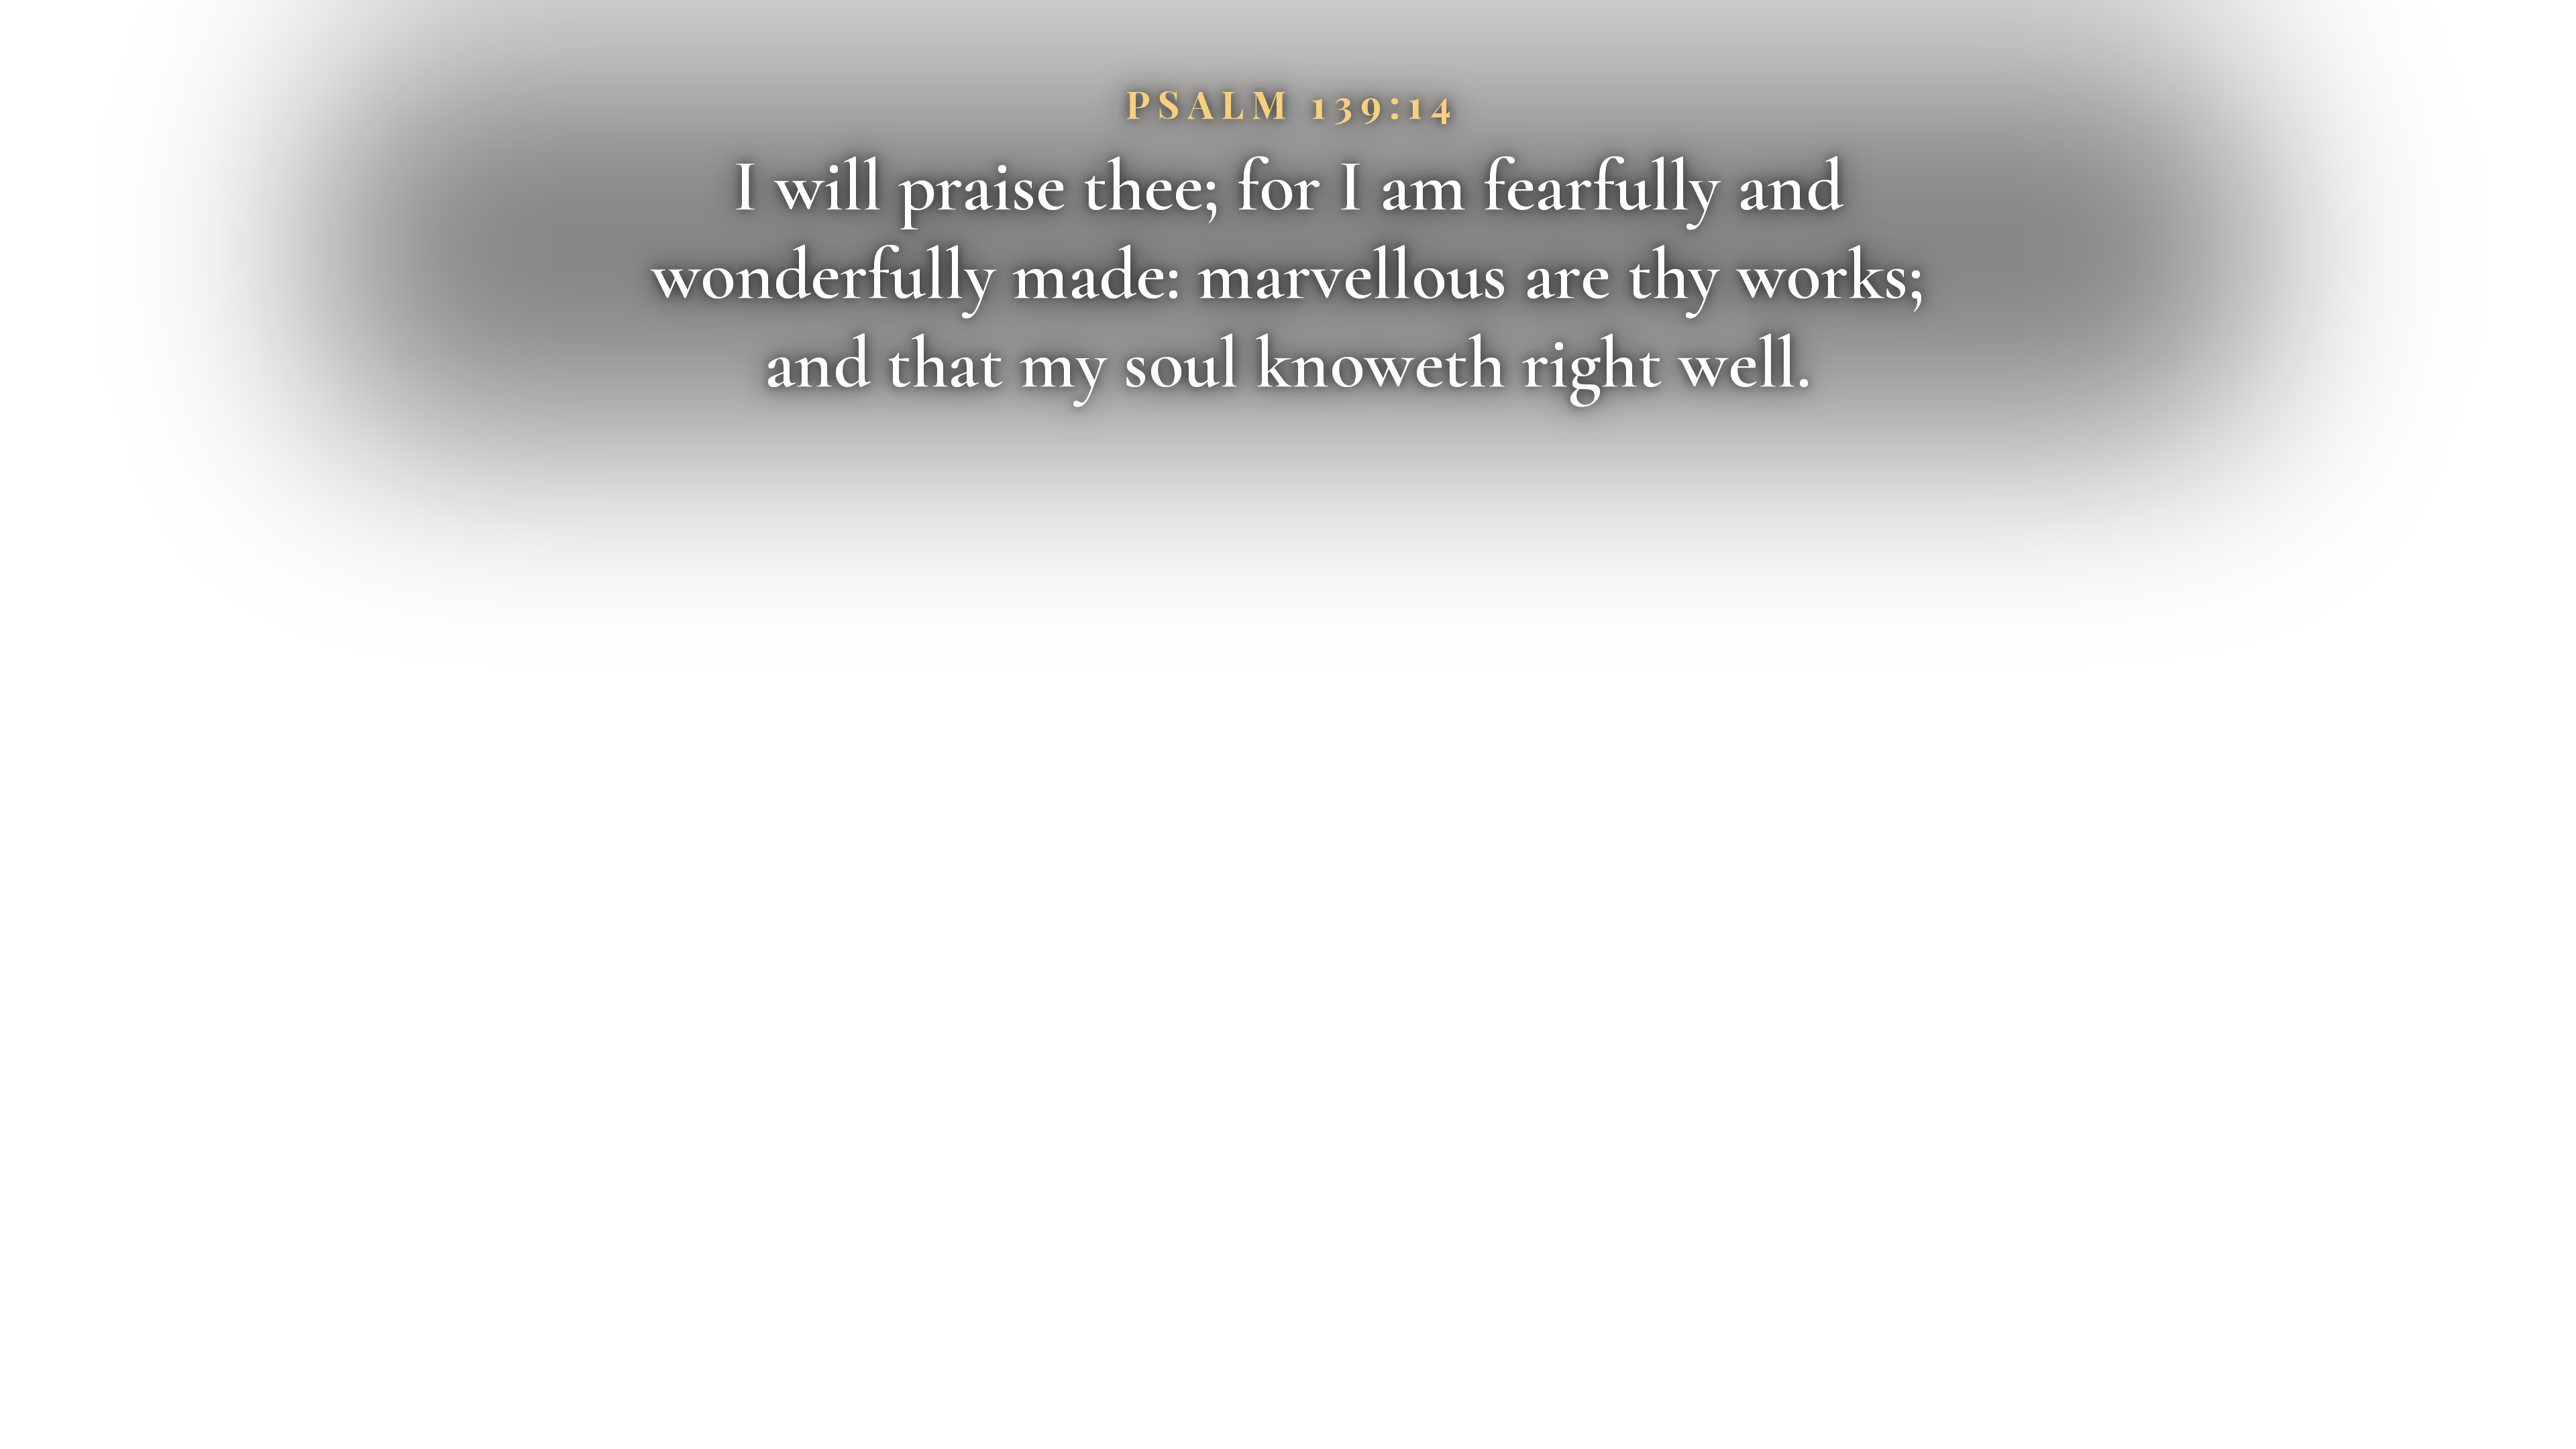 PSALM 139:14
I will praise thee; for I am fearfully and
wonderfully made: marvellous are thy works;
and that my soul knoweth right well.